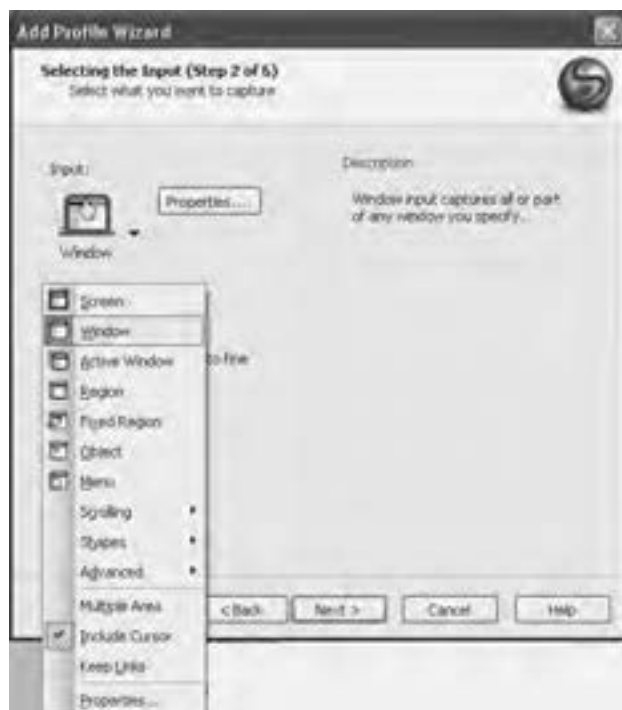 Add Profile Wizard
Selecting the Input (Step 2 of 5)
Select what you want to capture
Input:
Properties....
Window
Description
Window input captures all or part
of any window you specify...
Screen
Window
Active Window
to fine
Region
Fixed Region
Object
Menu
Scrolling
Shapes
Advanced
Multiple Area
Include Cursor
Keep Links
Properties...
< Back
Next >
Cancel
Help